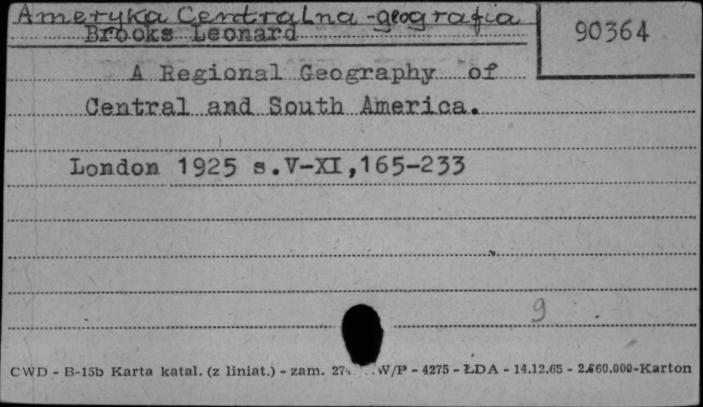 Ameryka Centralna - geografia
90364
Brooks Leonard
A Regional Geography of
Central and South America.
London 1925 s.V-XI,165-233
9
CWD - B-15b Karta katal. (z liniat.) - zam. 27 W/P - 4275 - ŁDA - 14.12.65 - 2.660.000-Karton